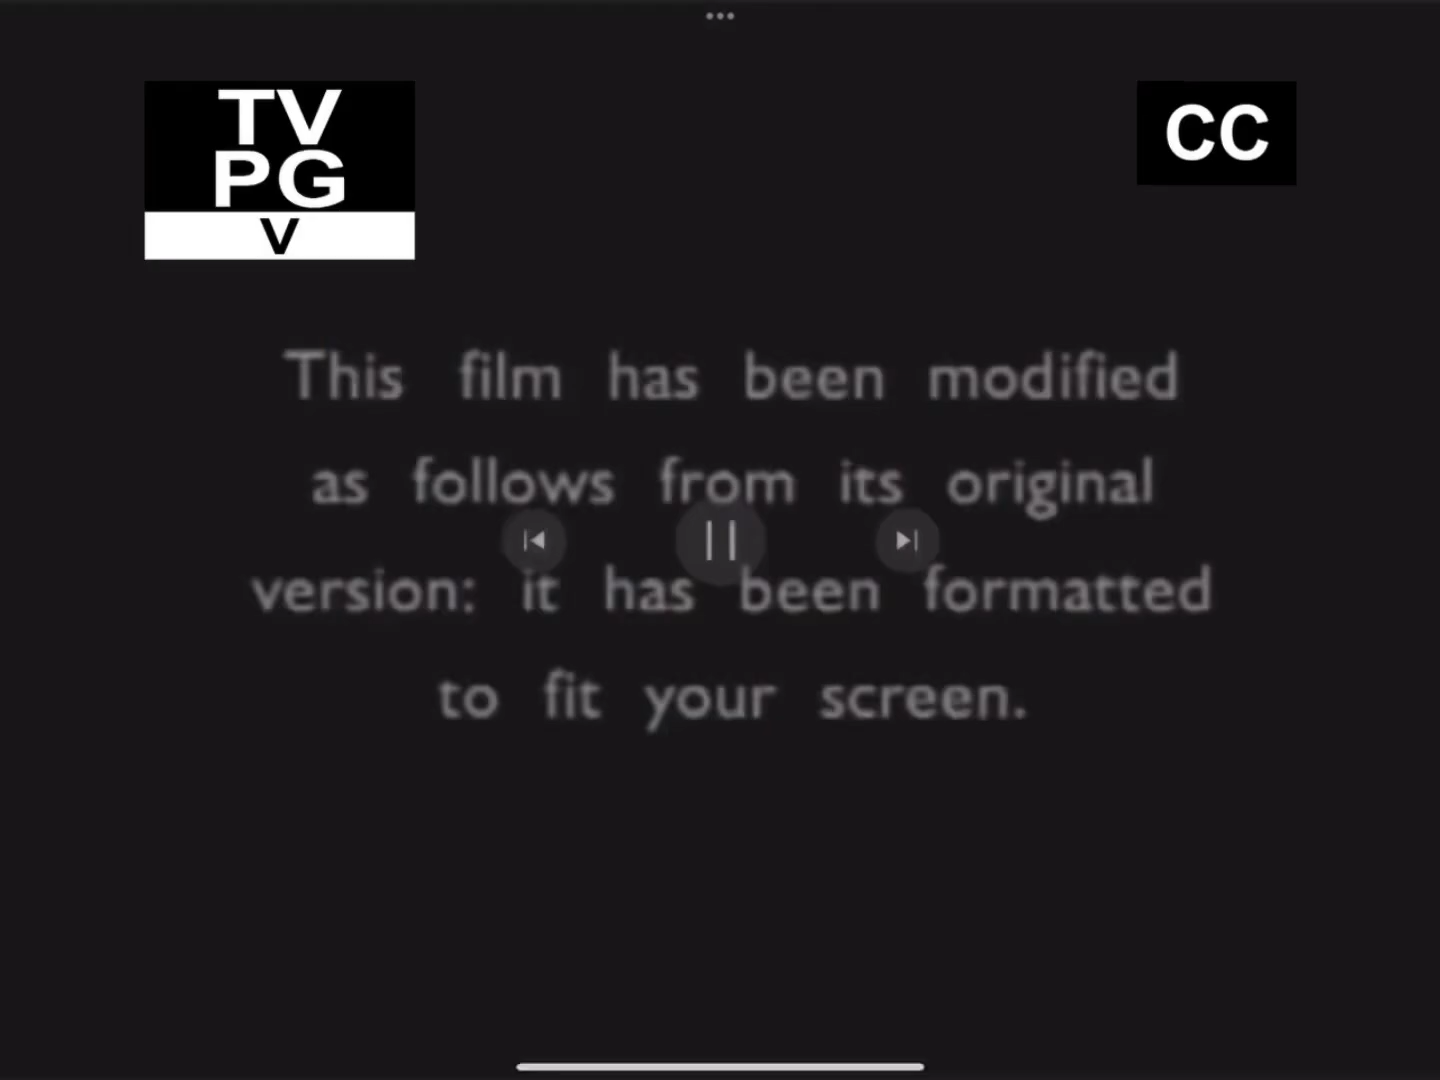 TV
PG
V
CC
This film has been modified
as follows from its original
version: it has been formatted
to fit your screen.